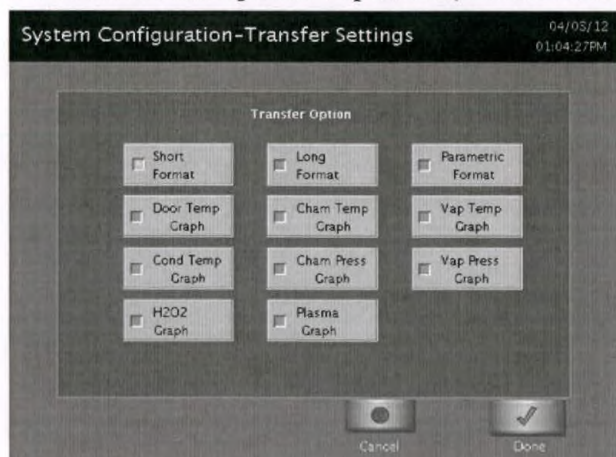 System Configuration-Transfer Settings
04/03/12
01:04:27PM
Transfer Option
Short
Format
Long
Format
Parametric
Format
Door Temp
Graph
Cham Temp
Graph
Vap Temp
Graph
Cond Temp
Graph
Cham Press
Graph
Vap Press
Graph
H2O2
Graph
Plasma
Graph
Cancel
Done